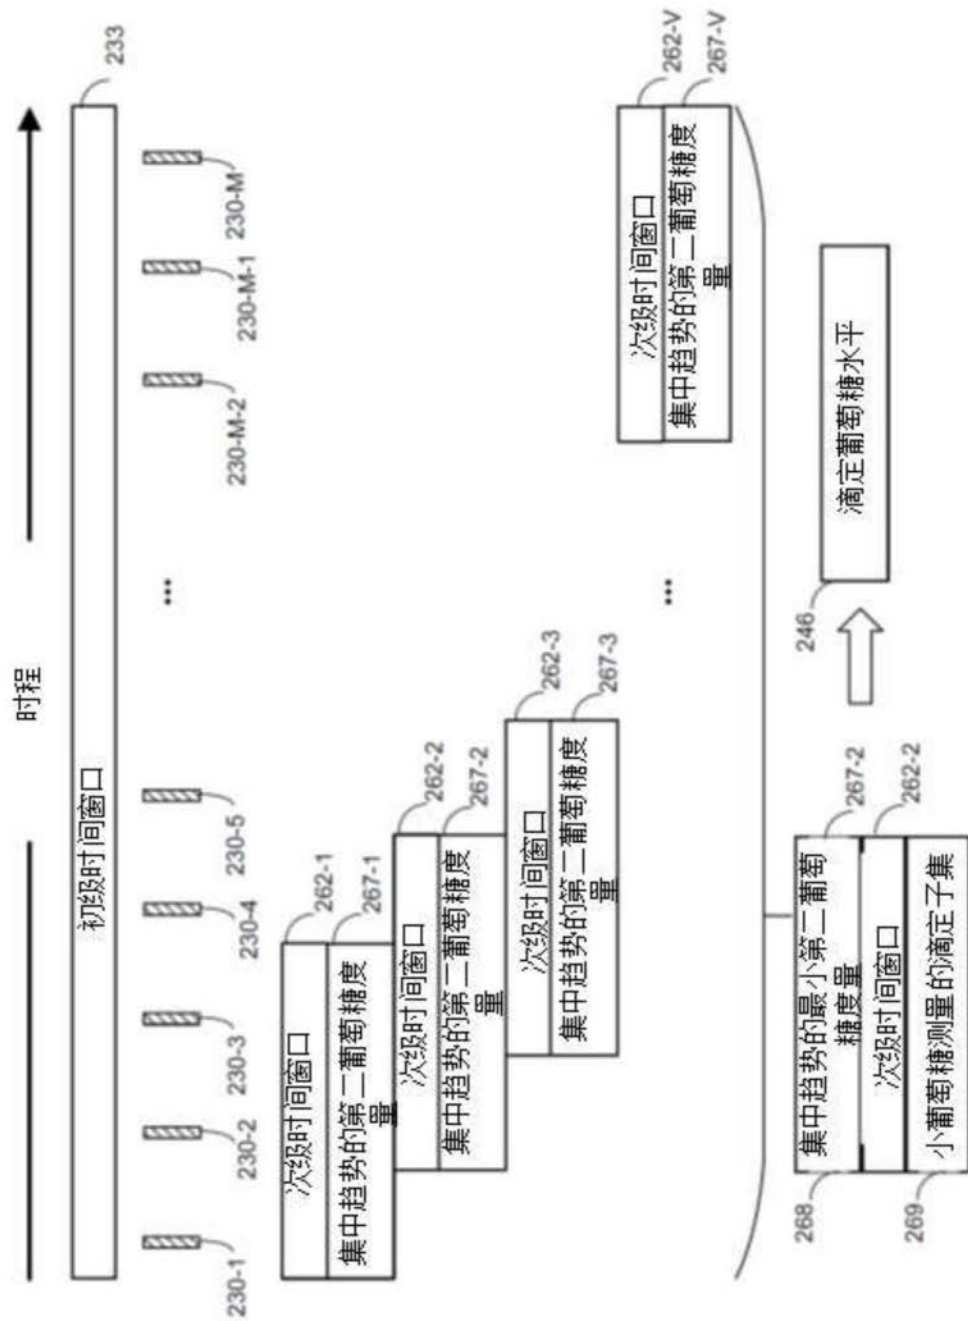 时程
初级时间窗口
233
230-1
230-2
230-3
230-4
230-5
...
230-M-2
230-M-1
230-M
次级时间窗口
262-1
集中趋势的第二葡萄糖度
量
267-1
次级时间窗口
262-2
集中趋势的第二葡萄糖度
量
267-2
次级时间窗口
262-3
集中趋势的第二葡萄糖度
量
267-3
...
次级时间窗口
262-V
集中趋势的第二葡萄糖度
量
267-V
268
集中趋势的最小第二葡萄
糖度量
267-2
次级时间窗口
262-2
269
小葡萄糖测量的滴定子集
246
滴定葡萄糖水平